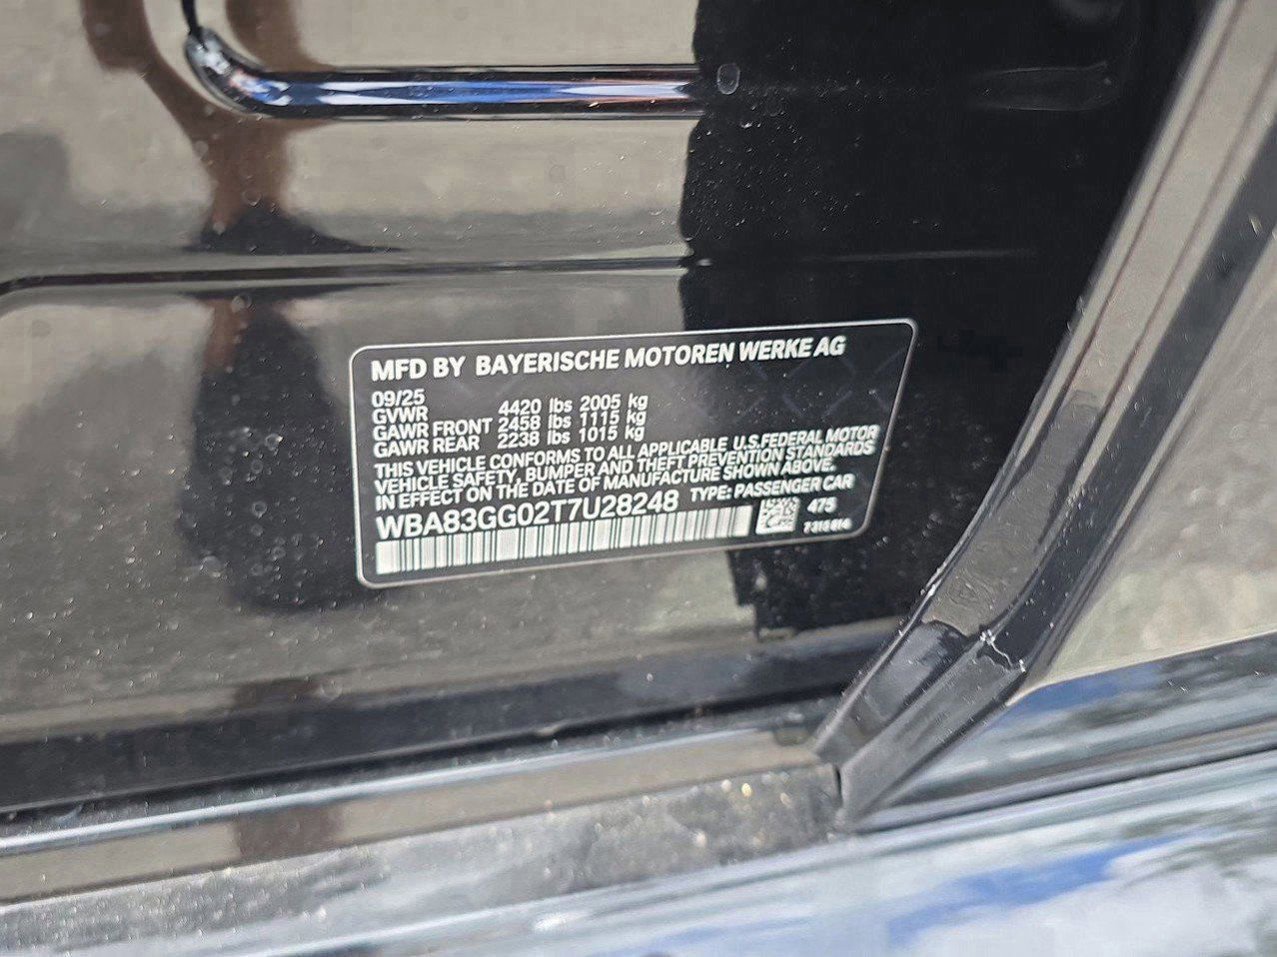 MFD BY BAYERISCHE MOTOREN WERKE AG
09/25
GVWR 4420 lbs 2005 kg
GAWR FRONT 2458 lbs 1115 kg
GAWR REAR 2238 lbs 1015 kg
THIS VEHICLE CONFORMS TO ALL APPLICABLE U.S.FEDERAL MOTOR
VEHICLE SAFETY, BUMPER AND THEFT PREVENTION STANDARDS
IN EFFECT ON THE DATE OF MANUFACTURE SHOWN ABOVE.
WBA83GG02T7U28248 TYPE: PASSENGER CAR
475